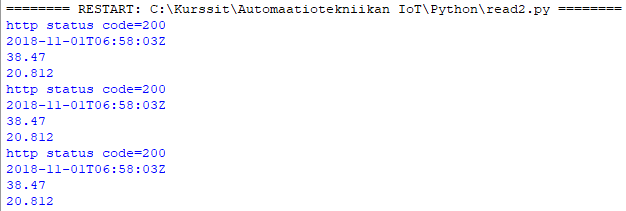 ======== RESTART: C:\Kurssit\Automaatiotekniikan IoT\Python\read2.py ========
http status code=200
2018-11-01T06:58:03Z
38.47
20.812
http status code=200
2018-11-01T06:58:03Z
38.47
20.812
http status code=200
2018-11-01T06:58:03Z
38.47
20.812